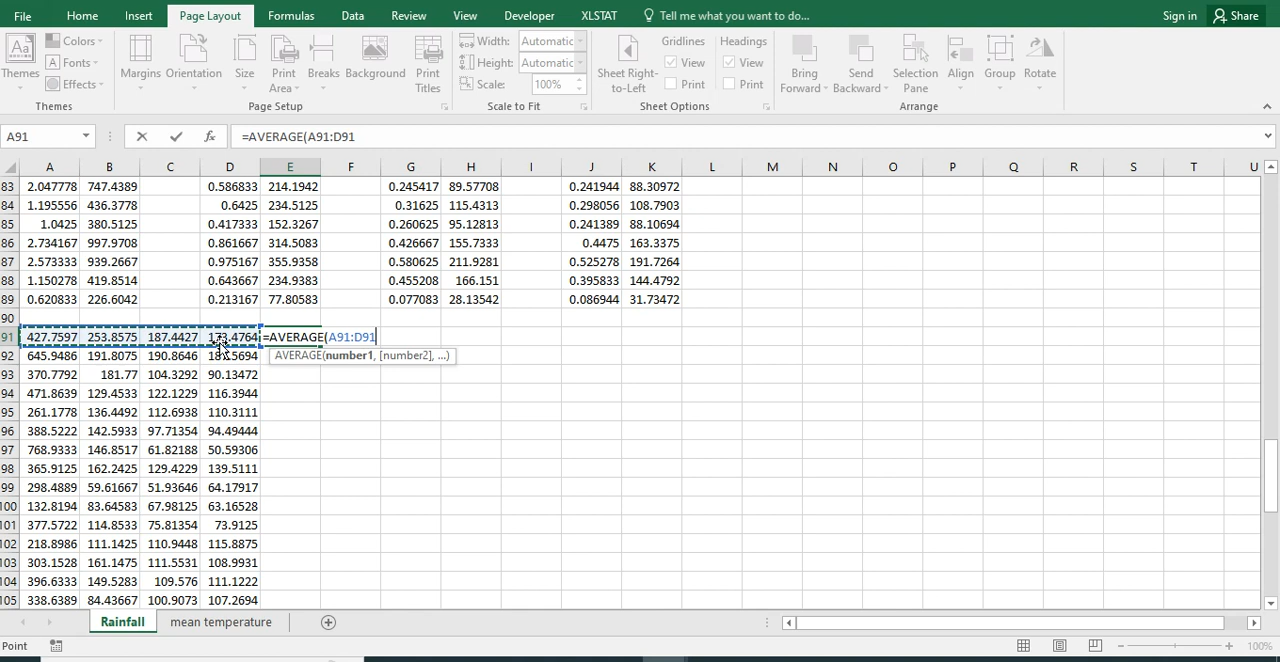 File Home Insert Page Layout Formulas Data Review View Developer XLSTAT Tell me what you want to do... Sign in Share
Themes Colors Fonts Effects Margins Orientation Size Print Area Breaks Background Print Titles Width: Automatic Height: Automatic Scale: 100% Gridlines View Print Headings View Print Sheet Right-to-Left Bring Forward Send Backward Selection Pane Align Group Rotate
Themes Page Setup Scale to Fit Sheet Options Arrange
A91 fx =AVERAGE(A91:D91
A B C D E F G H I J K L M N O P Q R S T U
83 2.047778 747.4389 0.586833 214.1942 0.245417 89.57708 0.241944 88.30972
84 1.195556 436.3778 0.6425 234.5125 0.31625 115.4313 0.298056 108.7903
85 1.0425 380.5125 0.417333 152.3267 0.260625 95.12813 0.241389 88.10694
86 2.734167 997.9708 0.861667 314.5083 0.426667 155.7333 0.4475 163.3375
87 2.573333 939.2667 0.975167 355.9358 0.580625 211.9281 0.525278 191.7264
88 1.150278 419.8514 0.643667 234.9383 0.455208 166.151 0.395833 144.4792
89 0.620833 226.6042 0.213167 77.80583 0.077083 28.13542 0.086944 31.73472
90
91 427.7597 253.8575 187.4427 173.4764 =AVERAGE(A91:D91
92 645.9486 191.8075 190.8646 AVERAGE(number1, [number2], ...)
93 370.7792 181.77 104.3292 90.13472
94 471.8639 129.4533 122.1229 116.3944
95 261.1778 136.4492 112.6938 110.3111
96 388.5222 142.5933 97.71354 94.49444
97 768.9333 146.8517 61.82188 50.59306
98 365.9125 162.2425 129.4229 139.5111
99 298.4889 59.61667 51.93646 64.17917
100 132.8194 83.64583 67.98125 63.16528
101 377.5722 114.8533 75.81354 73.9125
102 218.8986 111.1425 110.9448 115.8875
103 303.1528 161.1475 111.5531 108.9931
104 396.6333 149.5283 109.576 111.1222
105 338.6389 84.43667 100.9073 107.2694
Rainfall mean temperature
Point 100%